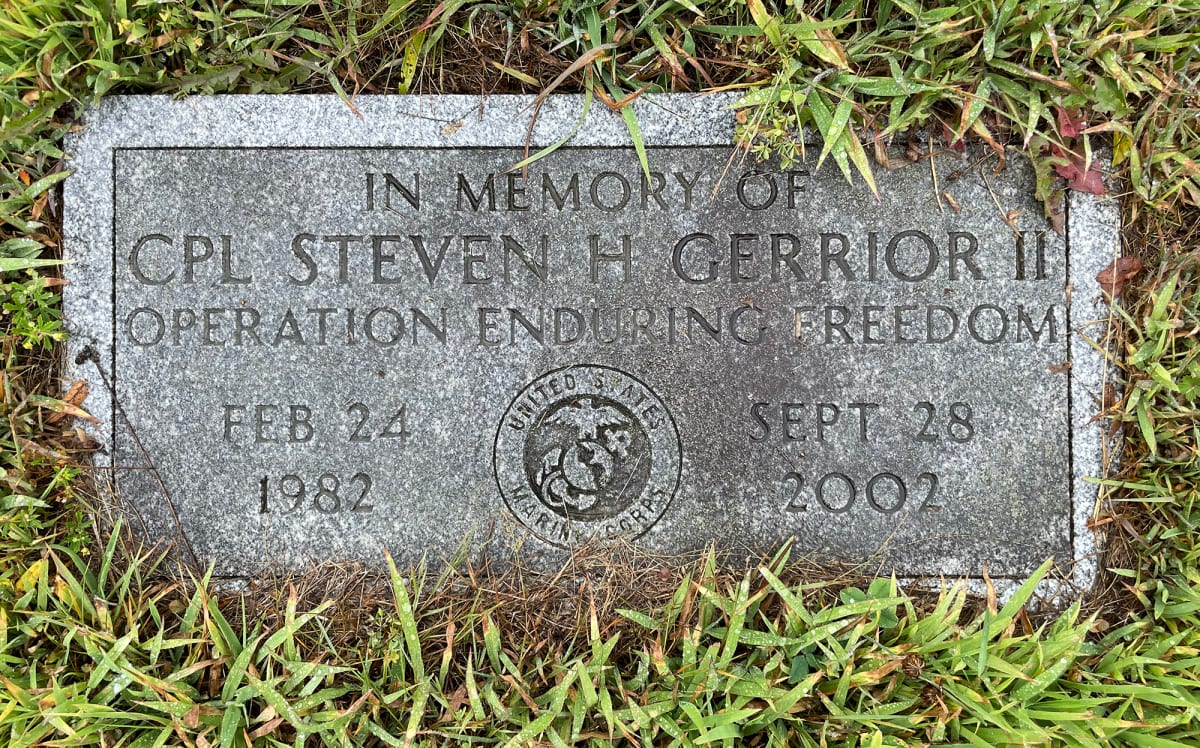 IN MEMORY OF
CPL STEVEN H GERRIOR II
OPERATION ENDURING FREEDOM
FEB 24
1982
UNITED STATES
MARINE CORPS
SEPT 28
2002